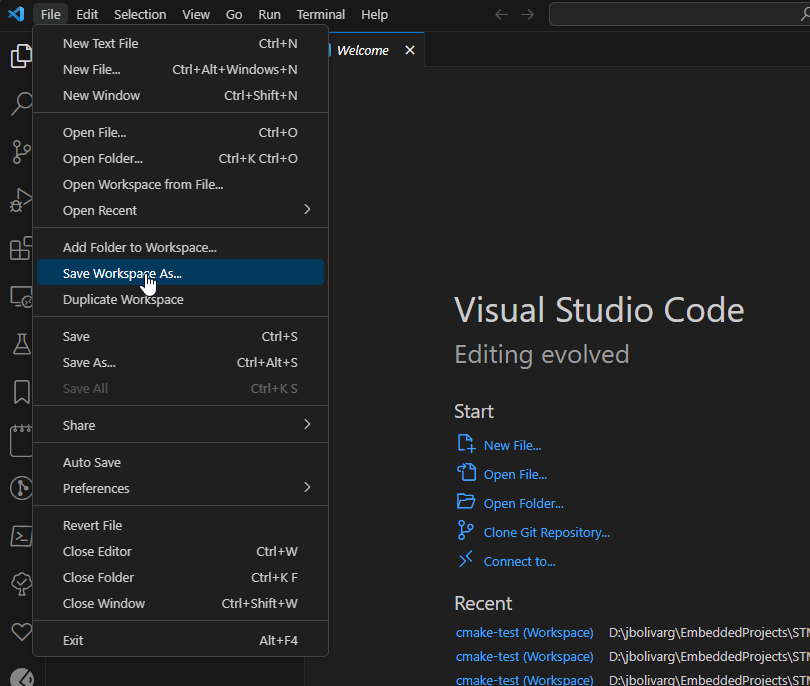 File Edit Selection View Go Run Terminal Help
New Text File Ctrl+N
New File... Ctrl+Alt+Windows+N
New Window Ctrl+Shift+N
Open File... Ctrl+O
Open Folder... Ctrl+K Ctrl+O
Open Workspace from File...
Open Recent
Add Folder to Workspace...
Save Workspace As...
Duplicate Workspace
Save Ctrl+S
Save As... Ctrl+Alt+S
Save All Ctrl+K S
Share
Auto Save
Preferences
Revert File
Close Editor Ctrl+W
Close Folder Ctrl+K F
Close Window Ctrl+Shift+W
Exit Alt+F4
Welcome
Visual Studio Code
Editing evolved
Start
New File...
Open File...
Open Folder...
Clone Git Repository...
Connect to...
Recent
cmake-test (Workspace) D:\jbolivarg\EmbeddedProjects\STM
cmake-test (Workspace) D:\jbolivarg\EmbeddedProjects\STM
cmake-test (Workspace) D:\jbolivarg\EmbeddedProjects\STM